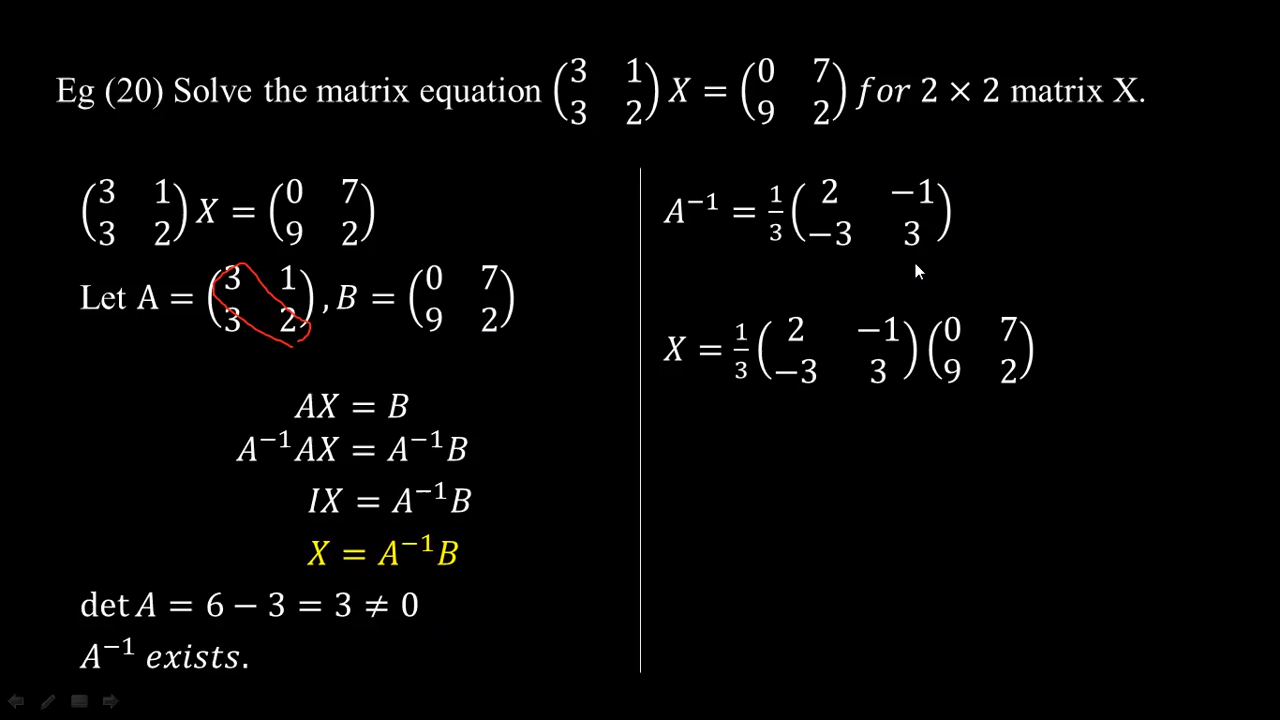 Eg (20) Solve the matrix equation (3 1 3 2) X = (0 7 9 2) for 2 × 2 matrix X.
(3 1 3 2) X = (0 7 9 2)
Let A = (3 1 3 2), B = (0 7 9 2)
AX = B
A⁻¹AX = A⁻¹B
IX = A⁻¹B
X = A⁻¹B
det A = 6 − 3 = 3 ≠ 0
A⁻¹ exists.
A⁻¹ = 1/3 (2 −1 −3 3)
X = 1/3 (2 −1 −3 3)(0 7 9 2)